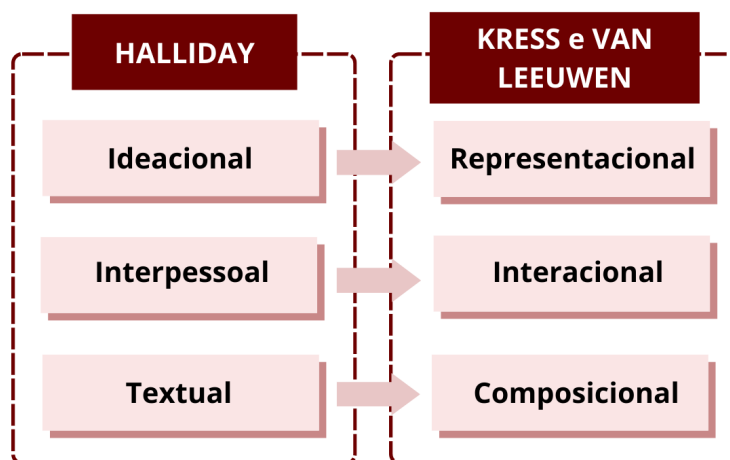 HALLIDAY
KRESS e VAN
LEEUWEN
Ideacional
Representacional
Interpessoal
Interacional
Textual
Composicional